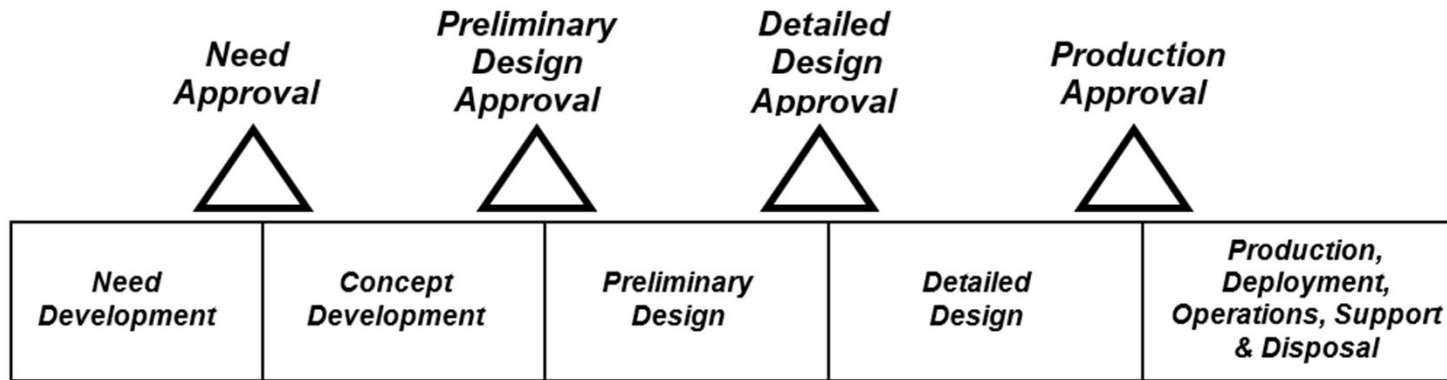 Need
Approval
Preliminary
Design
Approval
Detailed
Design
Approval
Production
Approval
Need
Development
Concept
Development
Preliminary
Design
Detailed
Design
Production,
Deployment,
Operations, Support
& Disposal